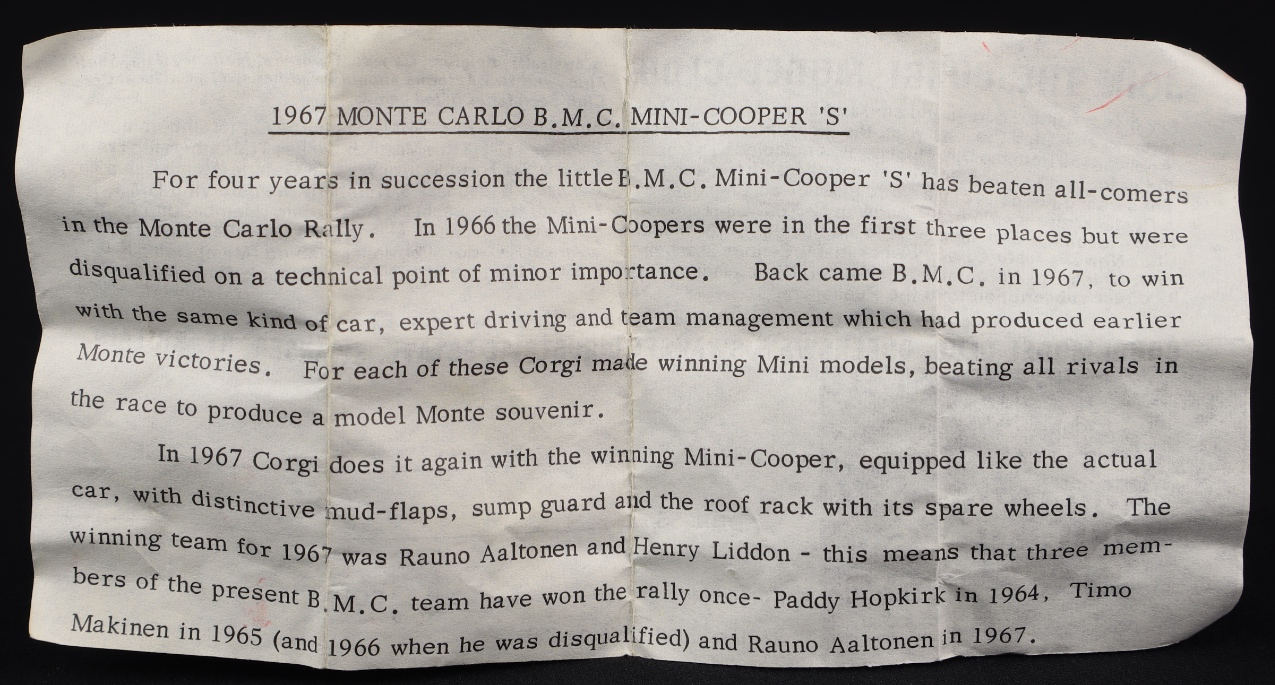 1967 MONTE CARLO B.M.C. MINI-COOPER 'S'
For four years in succession the little B.M.C. Mini-Cooper 'S' has beaten all-comers
in the Monte Carlo Rally. In 1966 the Mini-Coopers were in the first three places but were
disqualified on a technical point of minor importance. Back came B.M.C. in 1967, to win
with the same kind of car, expert driving and team management which had produced earlier
Monte victories. For each of these Corgi made winning Mini models, beating all rivals in
the race to produce a model Monte souvenir.
In 1967 Corgi does it again with the winning Mini-Cooper, equipped like the actual
car, with distinctive mud-flaps, sump guard and the roof rack with its spare wheels. The
winning team for 1967 was Rauno Aaltonen and Henry Liddon - this means that three mem-
bers of the present B.M.C. team have won the rally once- Paddy Hopkirk in 1964, Timo
Makinen in 1965 (and 1966 when he was disqualified) and Rauno Aaltonen in 1967.